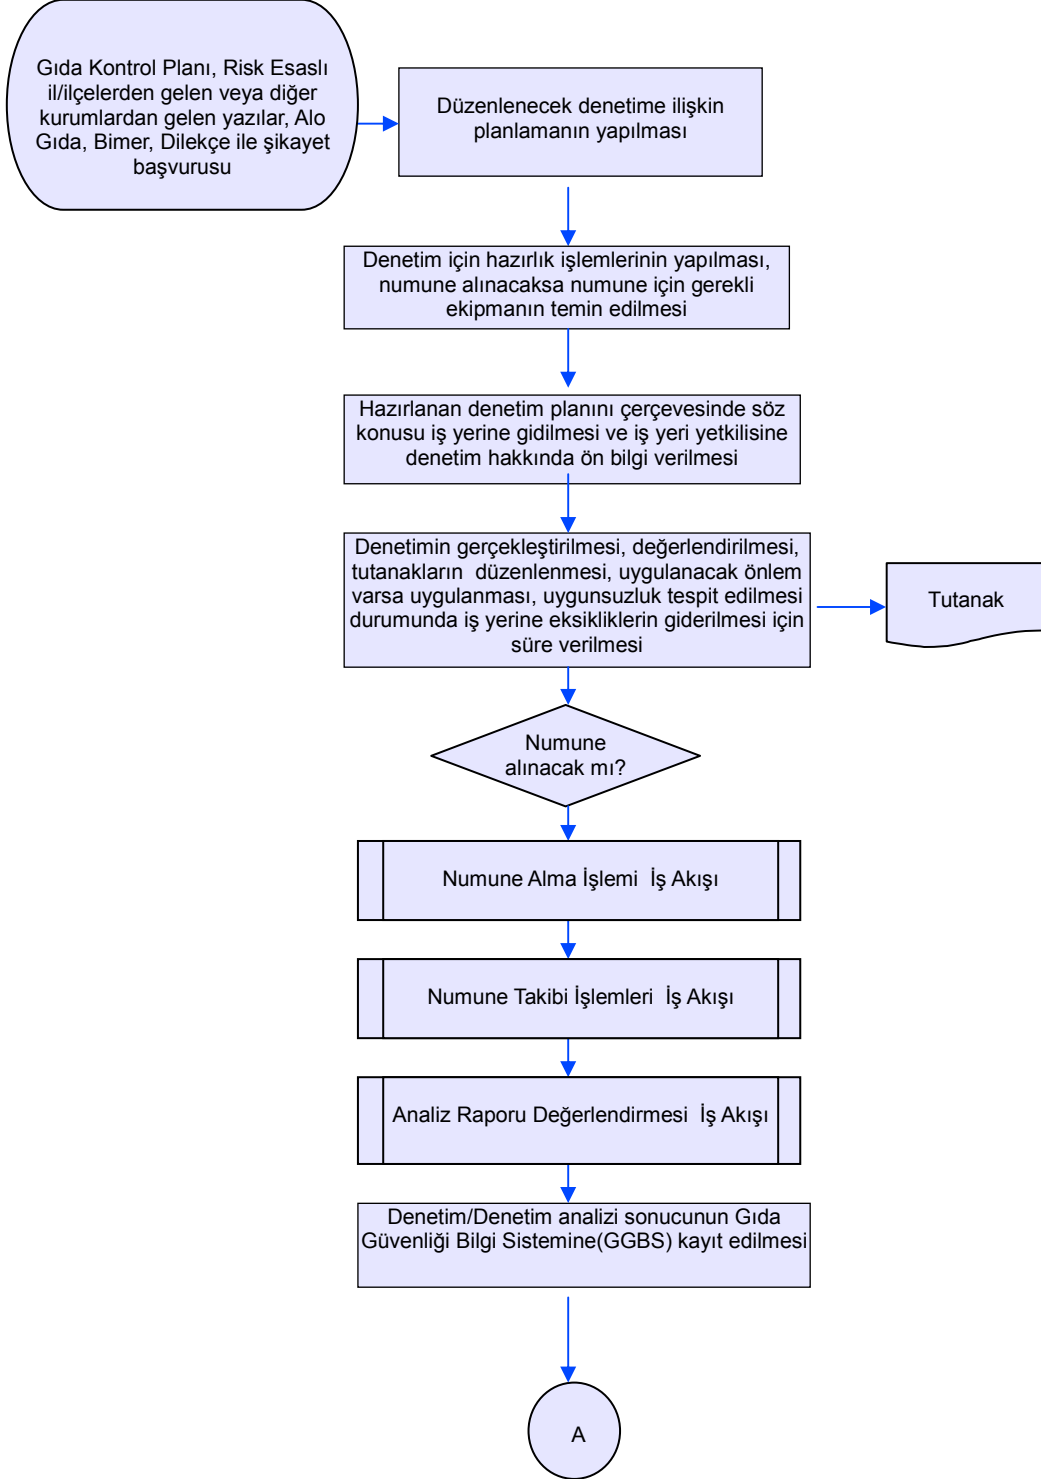 Gıda Kontrol Planı, Risk Esaslı
il/ilçelerden gelen veya diğer
kurumlardan gelen yazılar, Alo
Gıda, Bimer, Dilekçe ile şikayet
başvurusu
Düzenlenecek denetime ilişkin
planlamanın yapılması
Denetim için hazırlık işlemlerinin yapılması,
numune alınacaksa numune için gerekli
ekipmanın temin edilmesi
Hazırlanan denetim planını çerçevesinde söz
konusu iş yerine gidilmesi ve iş yeri yetkilisine
denetim hakkında ön bilgi verilmesi
Denetimin gerçekleştirilmesi, değerlendirilmesi,
tutanakların  düzenlenmesi, uygulanacak önlem
varsa uygulanması, uygunsuzluk tespit edilmesi
durumunda iş yerine eksikliklerin giderilmesi için
süre verilmesi
Tutanak
Numune
alınacak mı?
Numune Alma İşlemi  İş Akışı
Numune Takibi İşlemleri  İş Akışı
Analiz Raporu Değerlendirmesi  İş Akışı
Denetim/Denetim analizi sonucunun Gıda
Güvenliği Bilgi Sistemine(GGBS) kayıt edilmesi
A